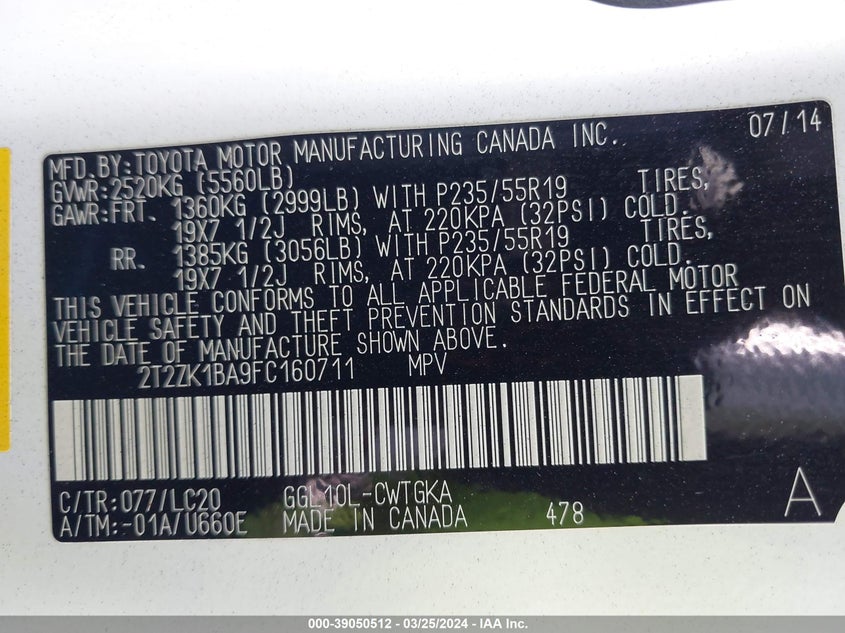 07/14
MFD.BY:TOYOTA MOTOR MANUFACTURING CANADA INC.
GVWR:2520KG (5560LB)
GAWR:FRT. 1360KG (2999LB) WITH P235/55R19 TIRES,
19X7 1/2J RIMS, AT 220KPA (32PSI) COLD.
RR. 1385KG (3056LB) WITH P235/55R19 TIRES,
19X7 1/2J RIMS, AT 220KPA (32PSI) COLD.
THIS VEHICLE CONFORMS TO ALL APPLICABLE FEDERAL MOTOR
VEHICLE SAFETY AND THEFT PREVENTION STANDARDS IN EFFECT ON
THE DATE OF MANUFACTURE SHOWN ABOVE.
2T2ZK1BA9FC160711 MPV
C/TR:077/LC20 GGL10L-CWTGKA
A/TM:-01A/U660E MADE IN CANADA 478
A
000-39050512 - 03/25/2024 - IAA Inc.